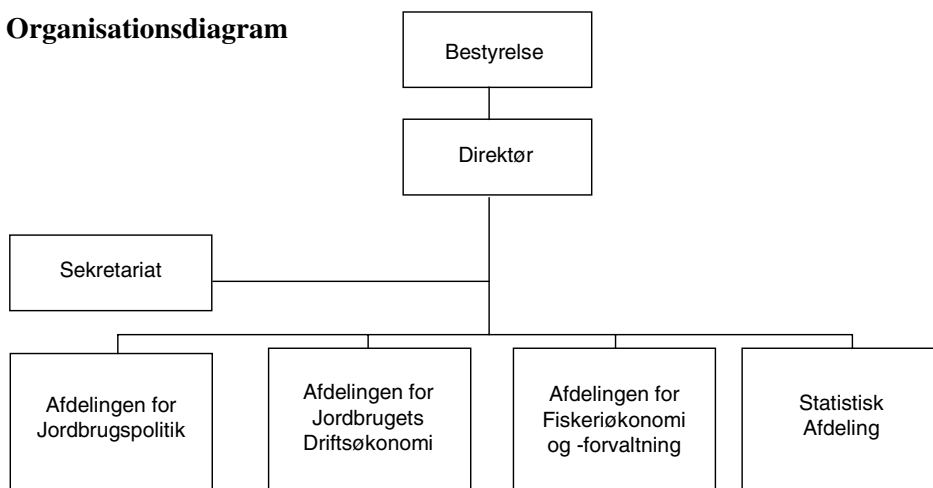 Organisationsdiagram
Bestyrelse
Direktør
Sekretariat
Afdelingen for
Jordbrugspolitik
Afdelingen for
Jordbrugets
Driftsøkonomi
Afdelingen for
Fiskeriøkonomi
og -forvaltning
Statistisk
Afdeling